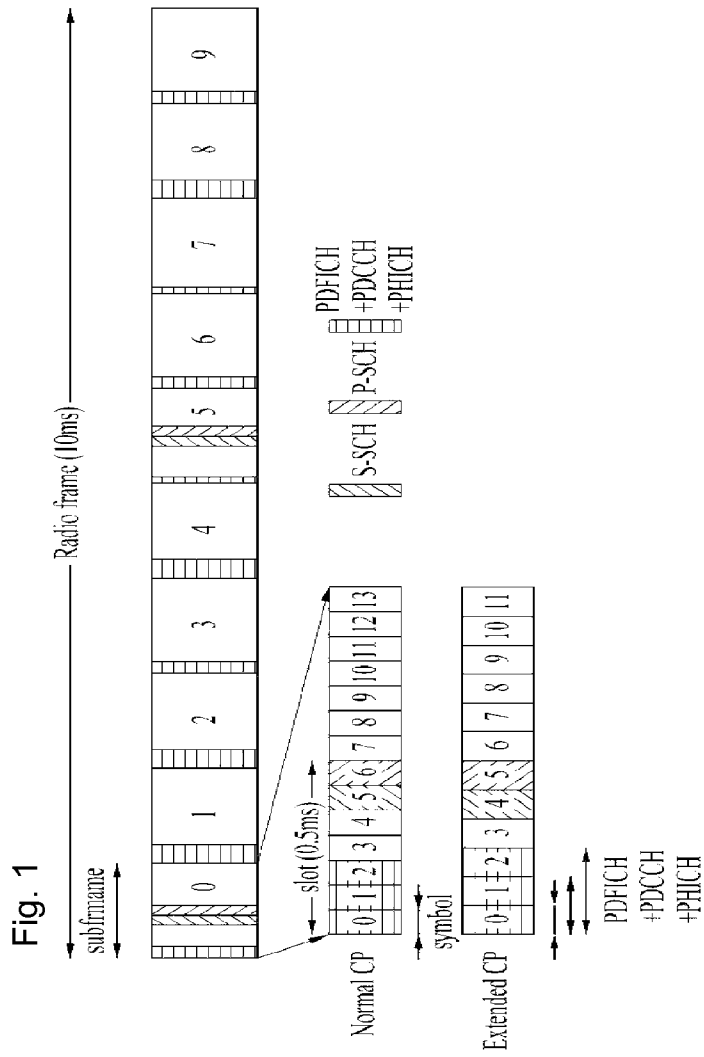 Fig. 1
Radio frame (10ms)
subfrmame
0 1 2 3 4 5 6 7 8 9
slot (0.5ms)
Normal CP
0 1 2 3 4 5 6 7 8 9 10 11 12 13
symbol
S-SCH
P-SCH
PDFICH
+PDCCH
+PHICH
Extended CP
0 1 2 3 4 5 6 7 8 9 10 11
PDFICH
+PDCCH
+PHICH